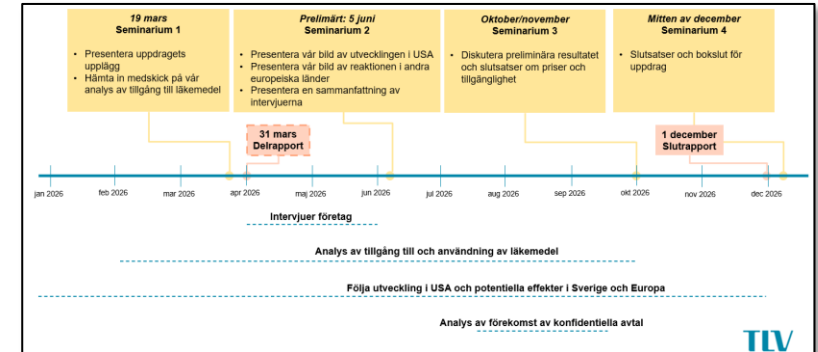 19 mars
Seminarium 1
• Presentera uppdragets
upplägg
• Hämta in medskick på vår
analys av tillgång till läkemedel
Prelimärt: 5 juni
Seminarium 2
• Presentera vår bild av utvecklingen i USA
• Presentera vår bild av reaktionen i andra
europeiska länder
• Presentera en sammanfattning av
intervjuerna
Oktober/november
Seminarium 3
• Diskutera preliminära resultatet
och slutsatser om priser och
tillgänglighet
Mitten av december
Seminarium 4
• Slutsatser och bokslut för
uppdrag
31 mars
Delrapport
1 december
Slutrapport
jan 2026
feb 2026
mar 2026
apr 2026
maj 2026
jun 2026
jul 2026
aug 2026
sep 2026
okt 2026
nov 2026
dec 2026
Intervjuer företag
Analys av tillgång till och användning av läkemedel
Följa utveckling i USA och potentiella effekter i Sverige och Europa
Analys av förekomst av konfidentiella avtal
TLV